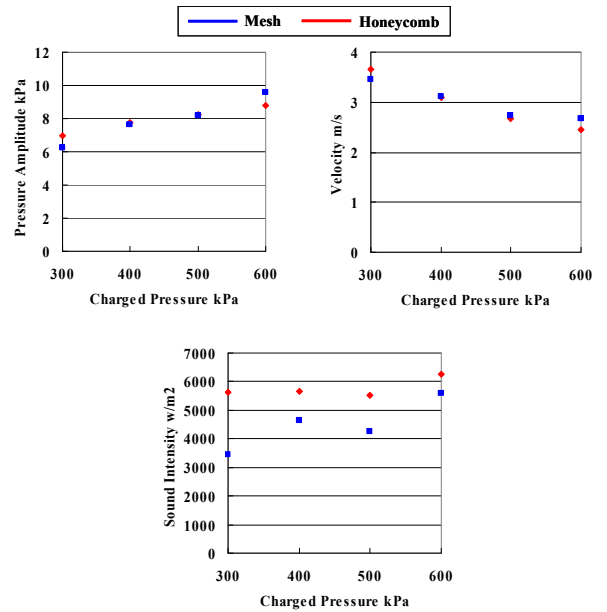 Mesh
Honeycomb
12
10
8
6
4
2
0
Pressure Amplitude kPa
300 400 500 600
Charged Pressure kPa
4
3
2
1
0
Velocity m/s
300 400 500 600
Charged Pressure kPa
7000
6000
5000
4000
3000
2000
1000
0
Sound Intensity w/m2
300 400 500 600
Charged Pressure kPa